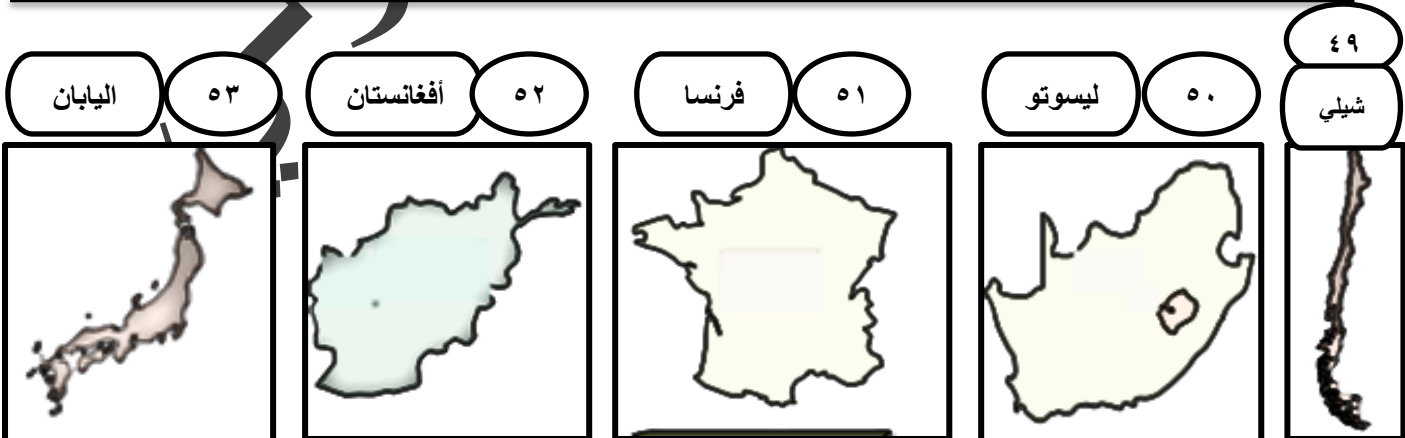 ٤٩
شيلي
٥٠
ليسوتو
٥١
فرنسا
٥٢
أفغانستان
٥٣
اليابان